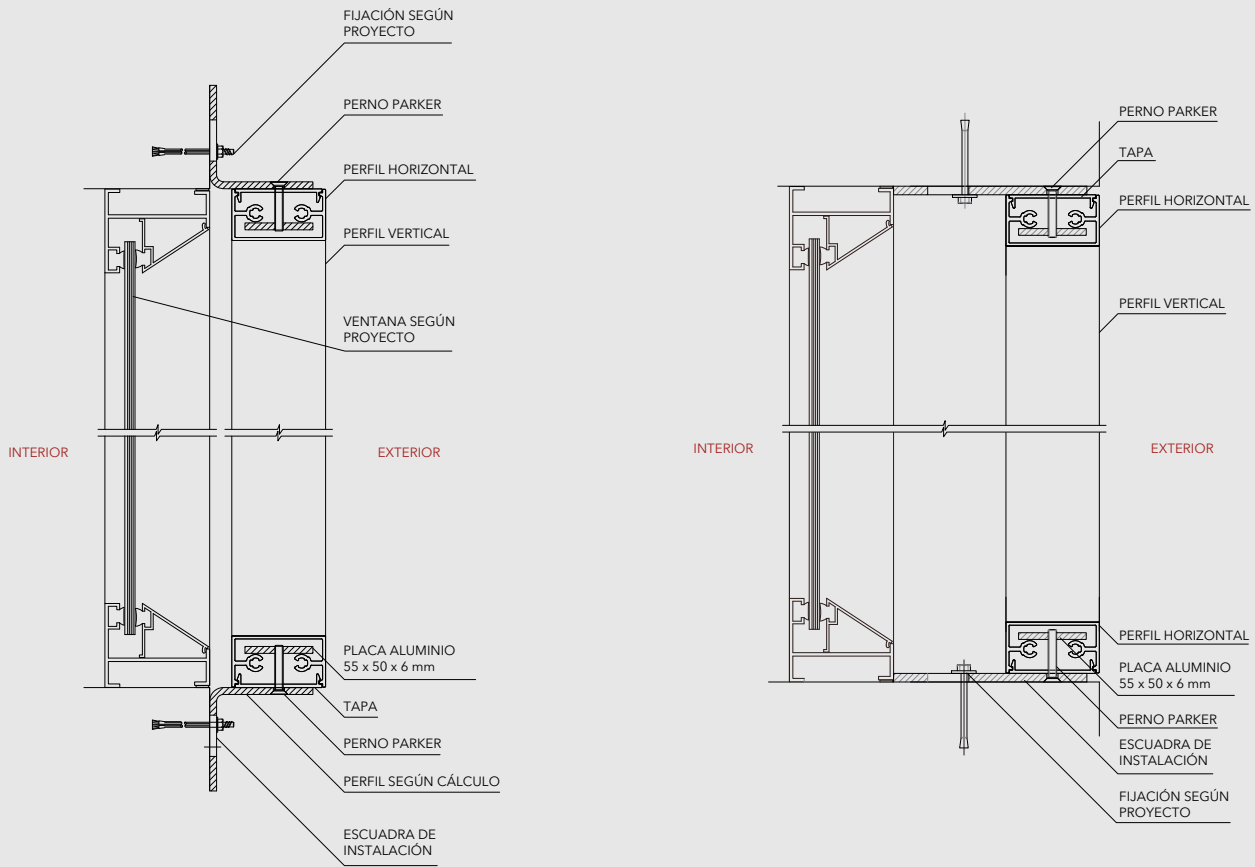 FIJACIÓN SEGÚN
PROYECTO
PERNO PARKER
PERFIL HORIZONTAL
PERFIL VERTICAL
VENTANA SEGÚN
PROYECTO
INTERIOR
EXTERIOR
PLACA ALUMINIO
55 x 50 x 6 mm
TAPA
PERNO PARKER
PERFIL SEGÚN CÁLCULO
ESCUADRA DE
INSTALACIÓN
PERNO PARKER
TAPA
PERFIL HORIZONTAL
PERFIL VERTICAL
INTERIOR
EXTERIOR
PERFIL HORIZONTAL
PLACA ALUMINIO
55 x 50 x 6 mm
PERNO PARKER
ESCUADRA DE
INSTALACIÓN
FIJACIÓN SEGÚN
PROYECTO